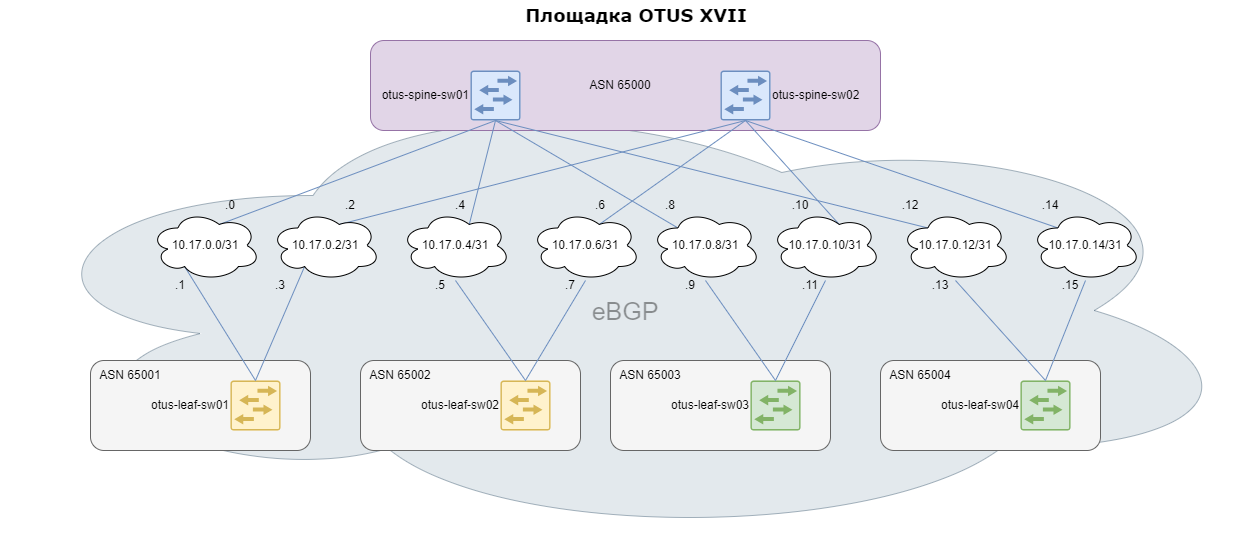 Площадка OTUS XVII
otus-spine-sw01
ASN 65000
otus-spine-sw02
.0
.2
.4
.6
.8
.10
.12
.14
10.17.0.0/31
10.17.0.2/31
10.17.0.4/31
10.17.0.6/31
10.17.0.8/31
10.17.0.10/31
10.17.0.12/31
10.17.0.14/31
.1
.3
.5
.7
.9
.11
.13
.15
eBGP
ASN 65001
otus-leaf-sw01
ASN 65002
otus-leaf-sw02
ASN 65003
otus-leaf-sw03
ASN 65004
otus-leaf-sw04